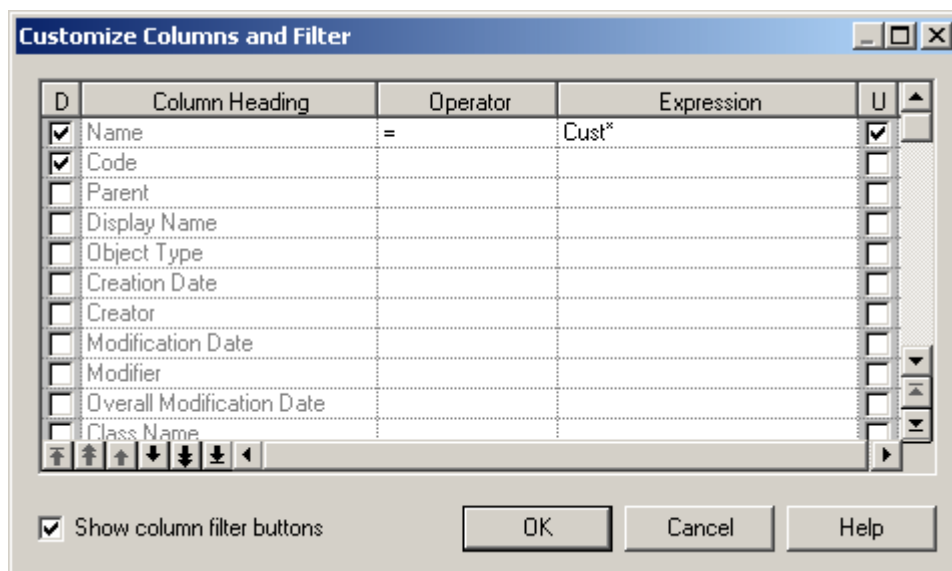 Customize Columns and Filter
D Column Heading Operator Expression U
Name = Cust*
Code
Parent
Display Name
Object Type
Creation Date
Creator
Modification Date
Modifier
Overall Modification Date
Class Name
Show column filter buttons OK Cancel Help